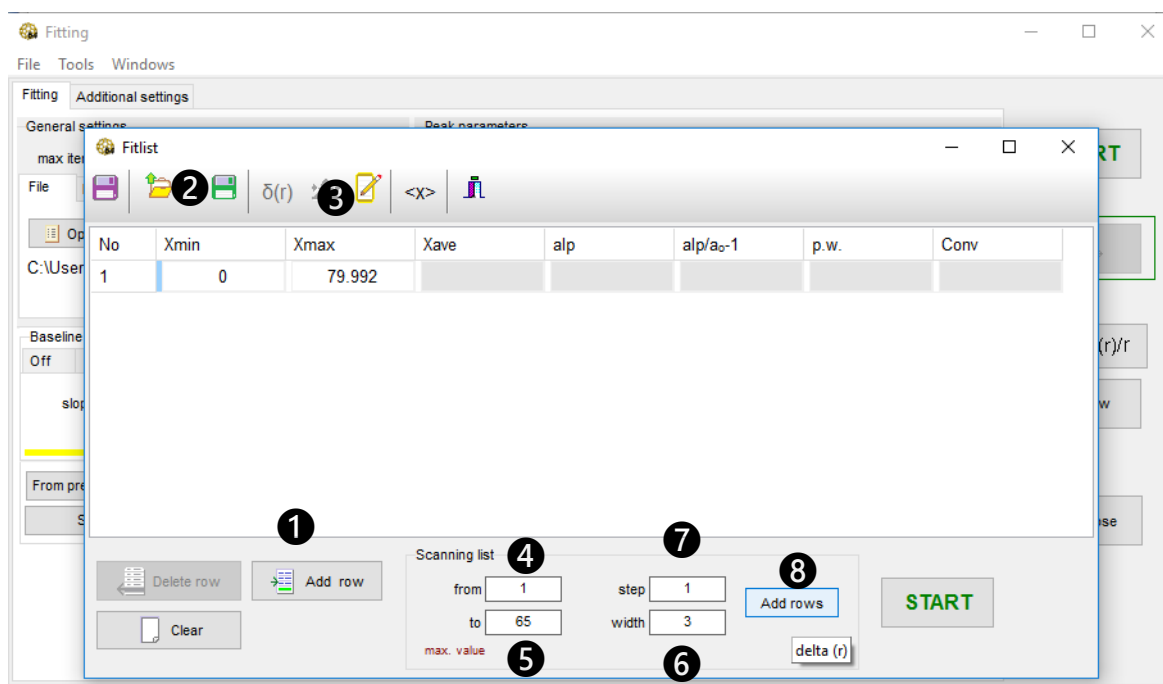 Fitting
File Tools Windows
Fitting Additional settings
General settings
Peak parameters
max iter
RT
Fitlist
File
2
δ(r)
3
<x>
Op
No Xmin Xmax Xave alp alp/a₀-1 p.w. Conv
C:\User
1 0 79.992
Baseline
(r)/r
Off
slop
w
From pre
S
ose
1
7
Scanning list
4
8
Delete row
Add row
from 1
step 1
Add rows
START
Clear
to 65
width 3
max. value
5
6
delta (r)